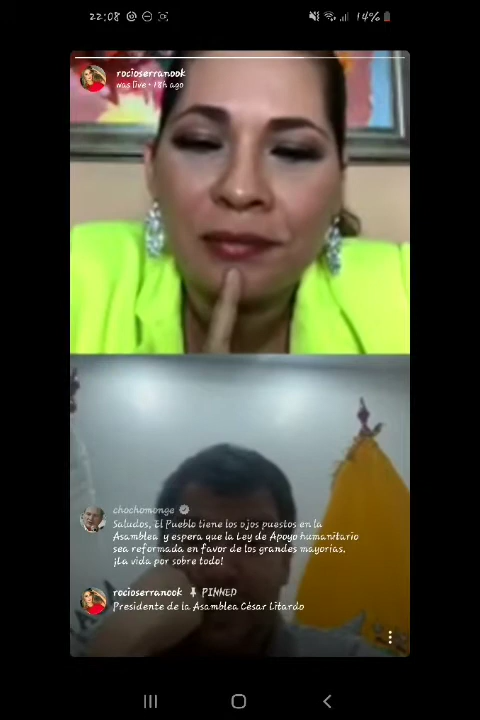 22:08
14%
rocioserranook
was live • 18h ago
chochomonge
Saludos, El Pueblo tiene los ojos puestos en la
Asamblea y espera que la Ley de Apoyo humanitario
sea reformada en favor de los grandes mayorías.
¡La vida por sobre todo!
rocioserranook PINNED
Presidente de la Asamblea César Litardo